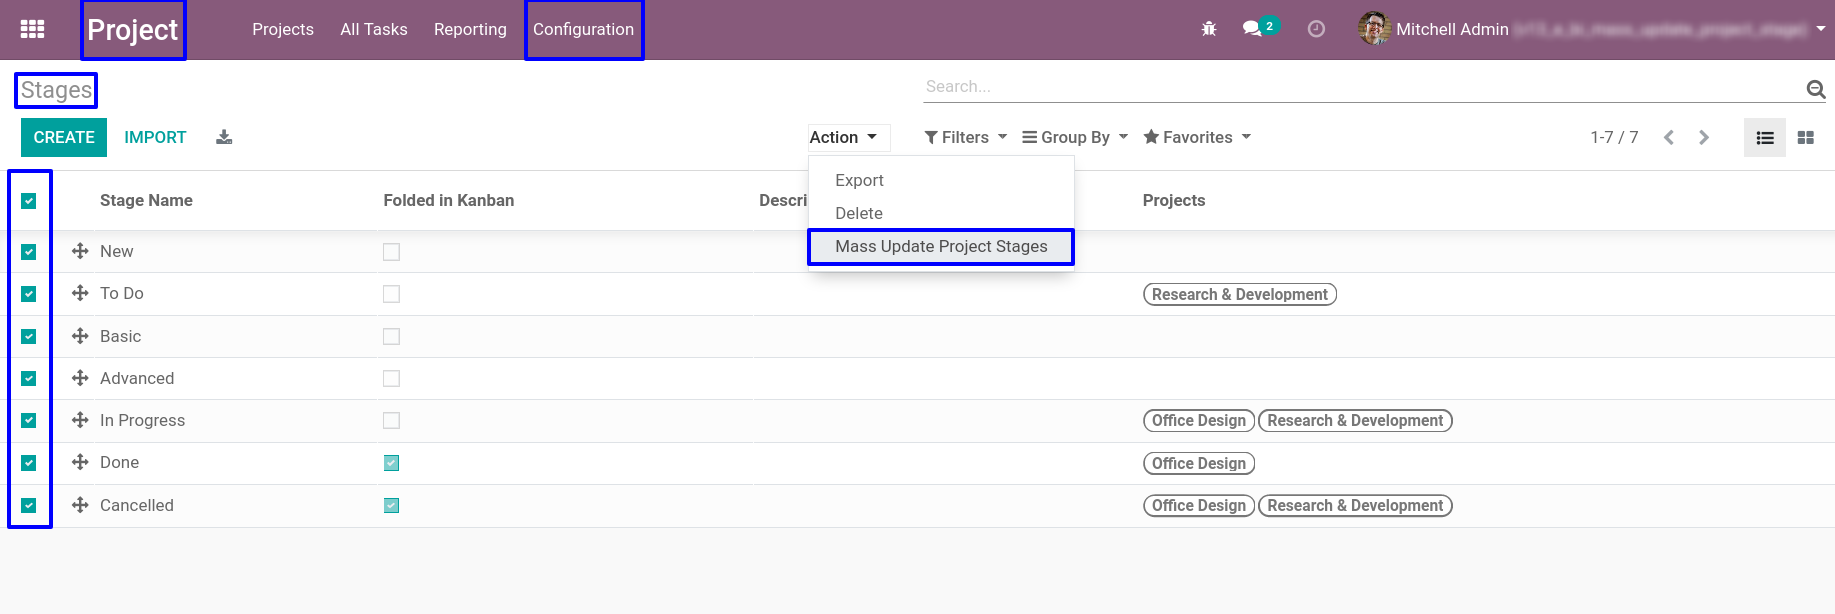 Project Projects All Tasks Reporting Configuration 2 Mitchell Admin
Stages Search...
CREATE IMPORT Action Filters Group By Favorites 1-7 / 7
Export
Delete
Mass Update Project Stages
Stage Name Folded in Kanban Descri Projects
New
To Do Research & Development
Basic
Advanced
In Progress Office Design Research & Development
Done Office Design
Cancelled Office Design Research & Development